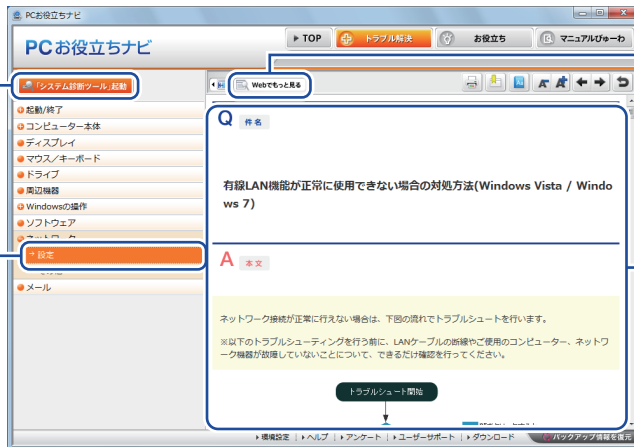 PCお役立ちナビ
PCお役立ちナビ
TOP
トラブル解決
お役立ち
マニュアルびゅーわ
「システム診断ツール」起動
Webでもっと見る
起動/終了
コンピューター本体
ディスプレイ
マウス/キーボード
ドライブ
周辺機器
Windowsの操作
ソフトウェア
ネットワーク
設定
メール
Q 件名
有線LAN機能が正常に使用できない場合の対処方法(Windows Vista / Windo
ws 7)
A 本文
ネットワーク接続が正常に行えない場合は、下図の流れでトラブルシュートを行います。
※以下のトラブルシューティングを行う前に、LANケーブルの断線やご使用のコンピューター、ネットワ
ーク機器が故障していないことについて、できるだけ確認を行ってください。
トラブルシュート開始
環境設定 | ヘルプ | アンケート | ユーザーサポート | ダウンロード
バックアップ情報を復元